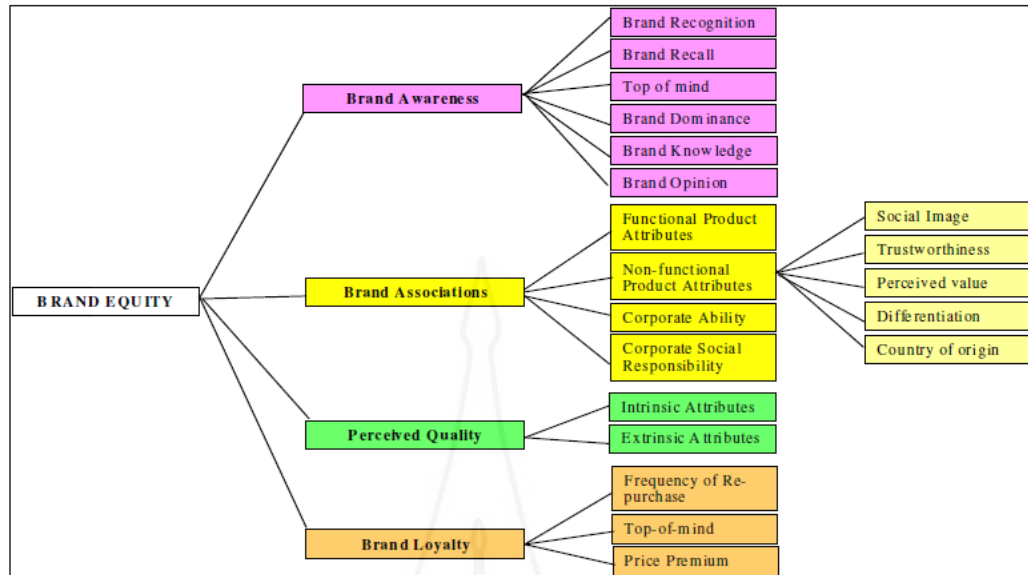 Brand Recognition
Brand Recall
Top of mind
Brand Dominance
Brand Knowledge
Brand Opinion
Brand Awareness
Functional Product
Attributes
Non-functional
Product Attributes
Corporate Ability
Corporate Social
Responsibility
Social Image
Trustworthiness
Perceived value
Differentiation
Country of origin
BRAND EQUITY
Brand Associations
Intrinsic Attributes
Extrinsic Attributes
Perceived Quality
Frequency of Re-
purchase
Top-of-mind
Price Premium
Brand Loyalty